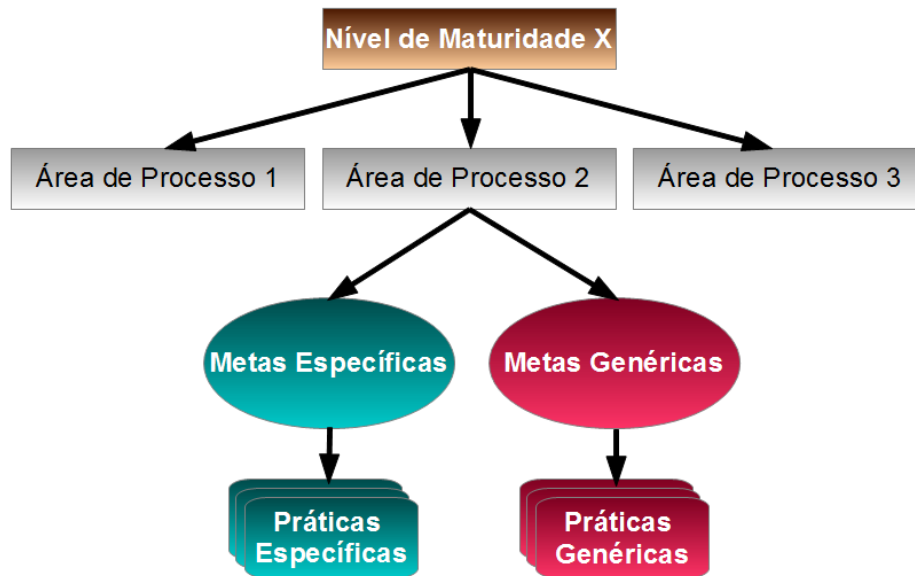 Nível de Maturidade X
Área de Processo 1
Área de Processo 2
Área de Processo 3
Metas Específicas
Metas Genéricas
Práticas
Específicas
Práticas
Genéricas